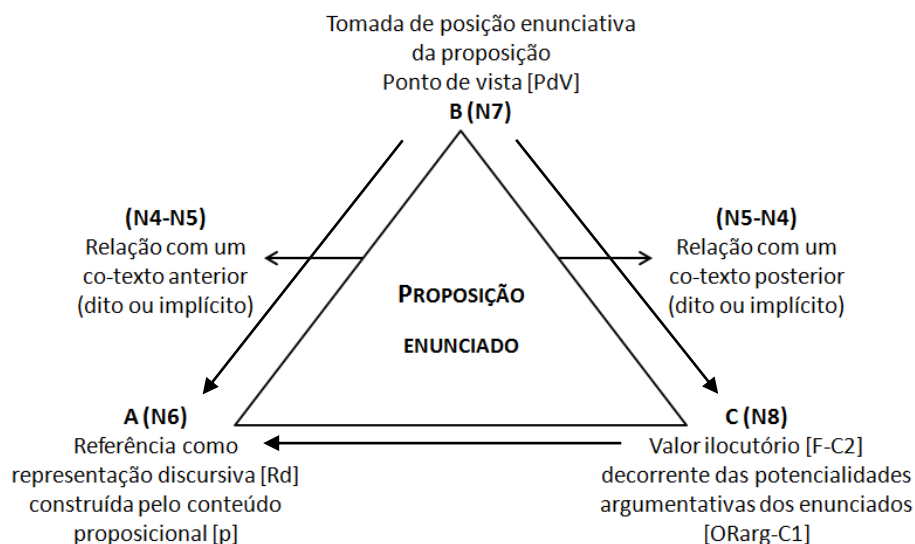 Tomada de posição enunciativa
da proposição
Ponto de vista [PdV]
B (N7)
(N4-N5)
Relação com um
co-texto anterior
(dito ou implícito)
(N5-N4)
Relação com um
co-texto posterior
(dito ou implícito)
PROPOSIÇÃO
ENUNCIADO
A (N6)
Referência como
representação discursiva [Rd]
construída pelo conteúdo
proposicional [p]
C (N8)
Valor ilocutório [F-C2]
decorrente das potencialidades
argumentativas dos enunciados
[ORarg-C1]